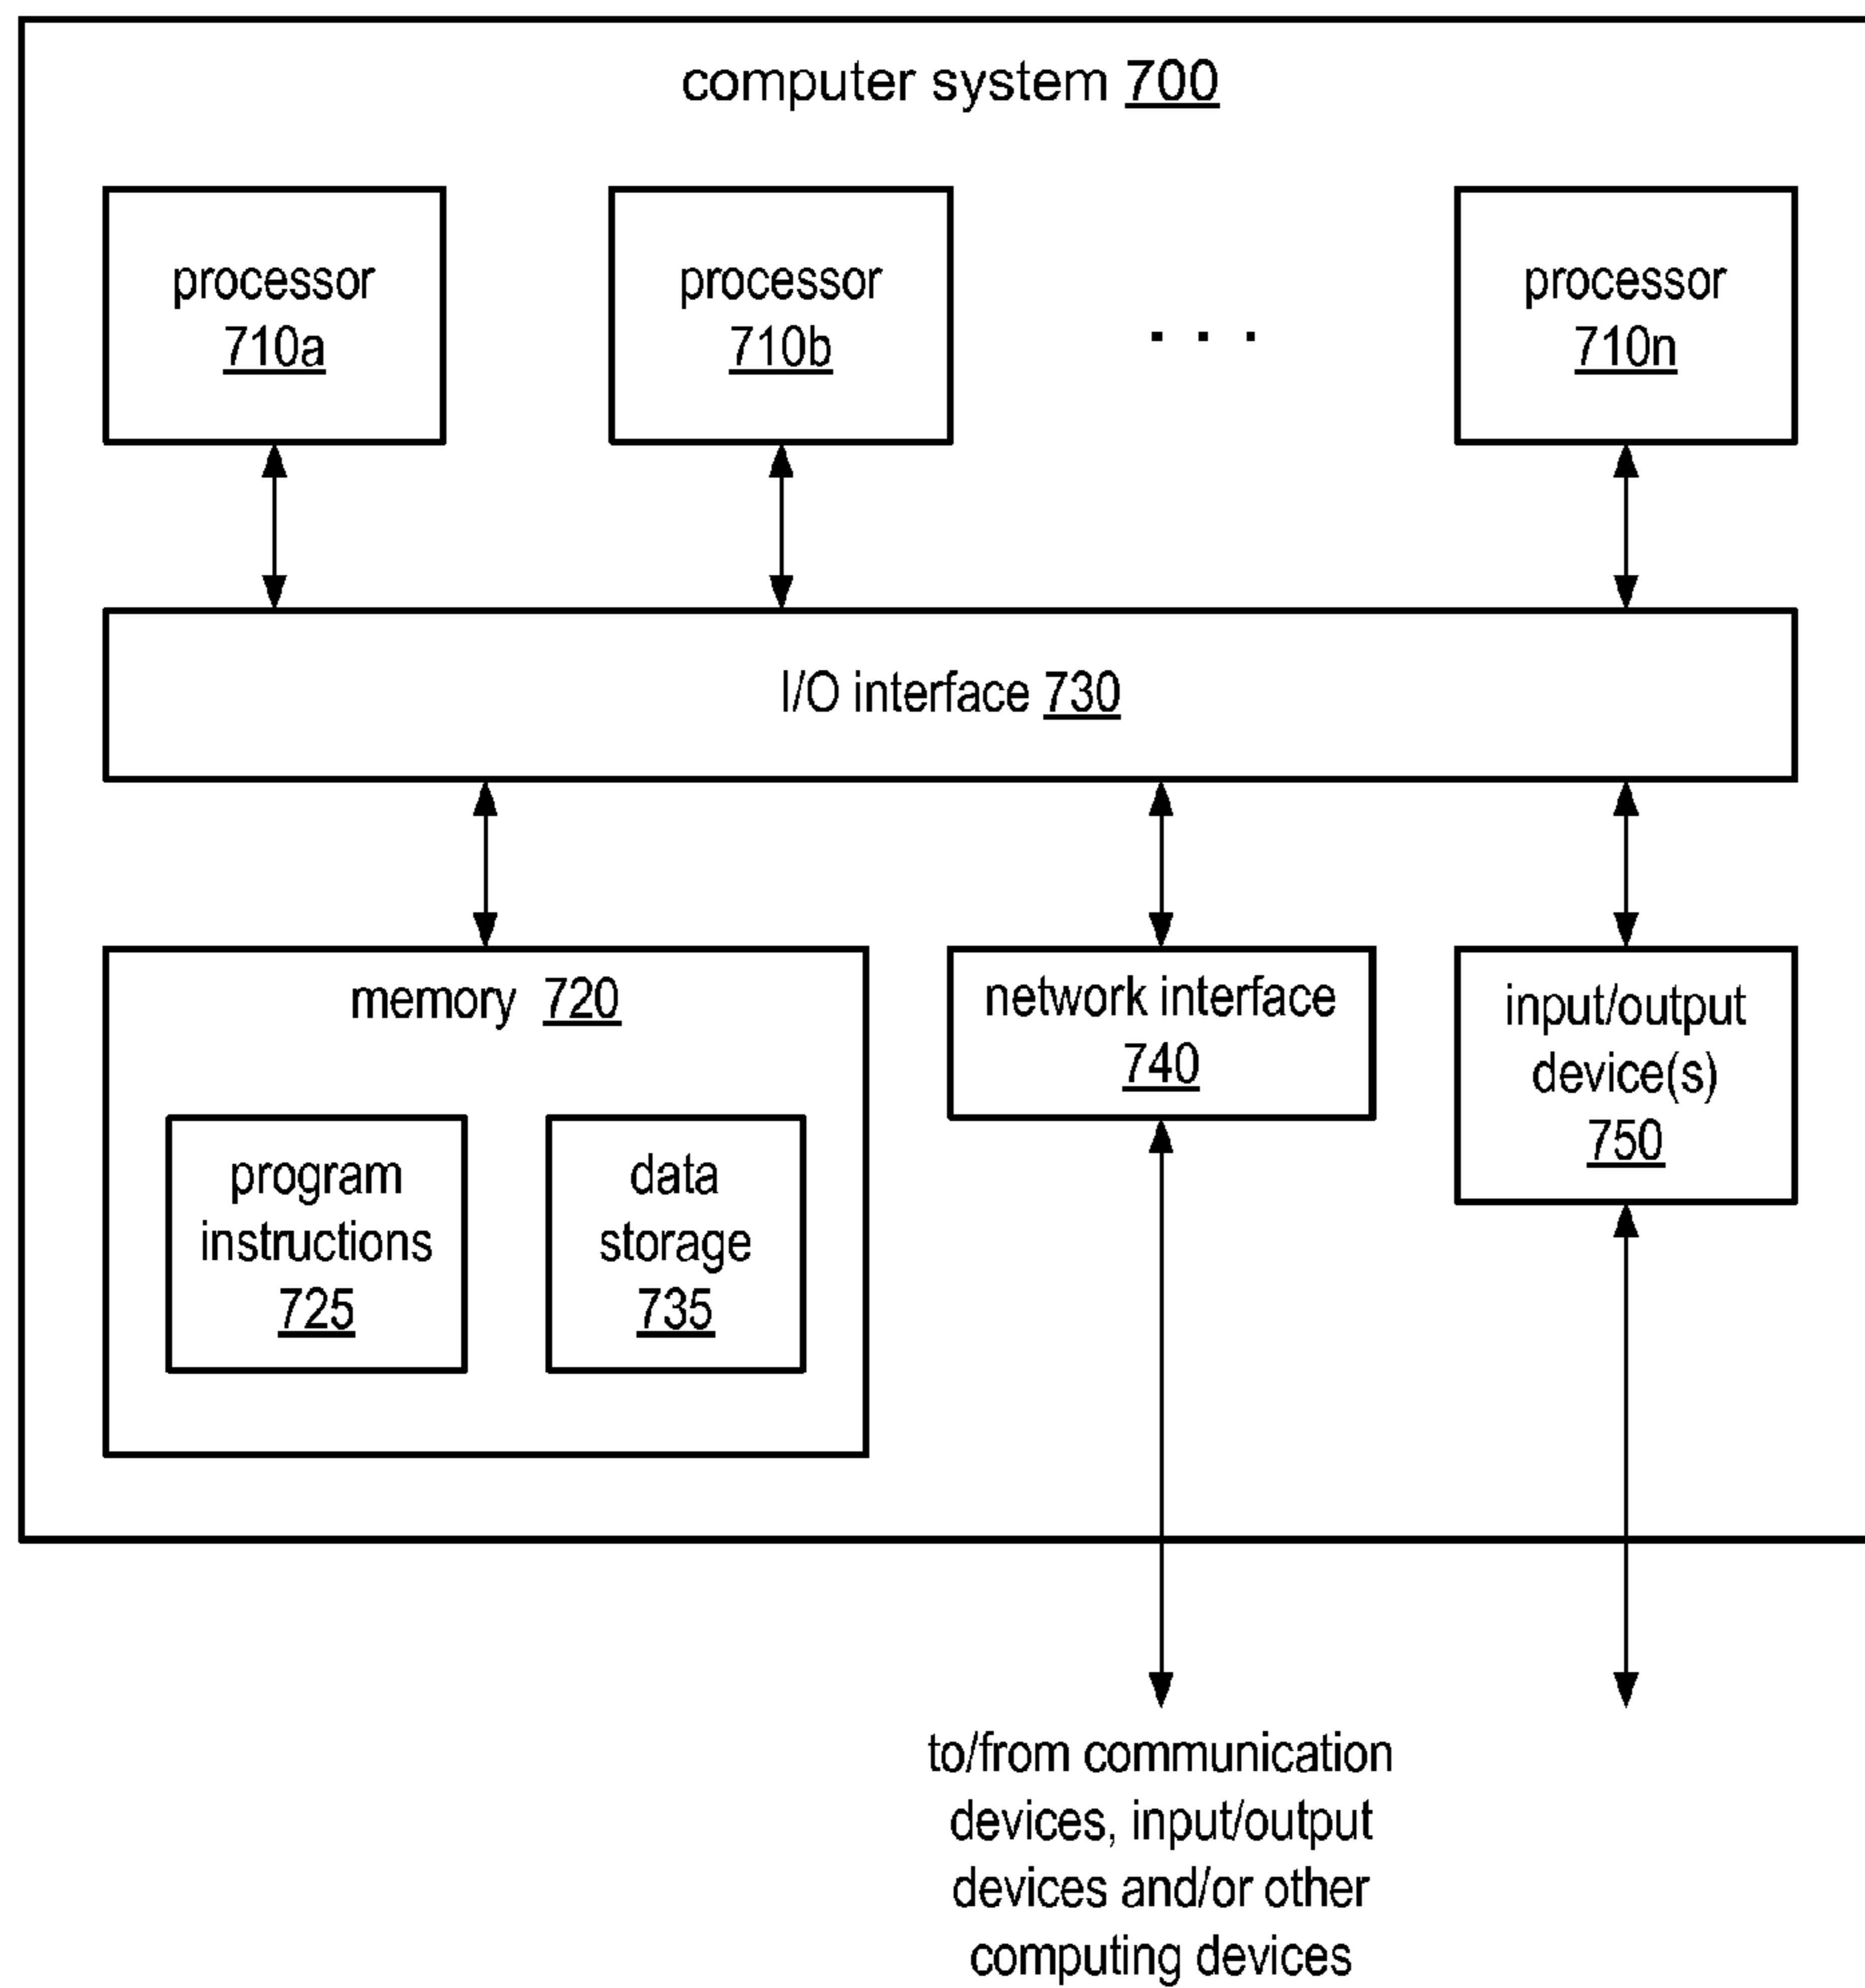 computer system 700
processor
710a
processor
710b
. . .
processor
710n
I/O interface 730
memory 720
program
instructions
725
data
storage
735
network interface
740
input/output
device(s)
750
to/from communication
devices, input/output
devices and/or other
computing devices